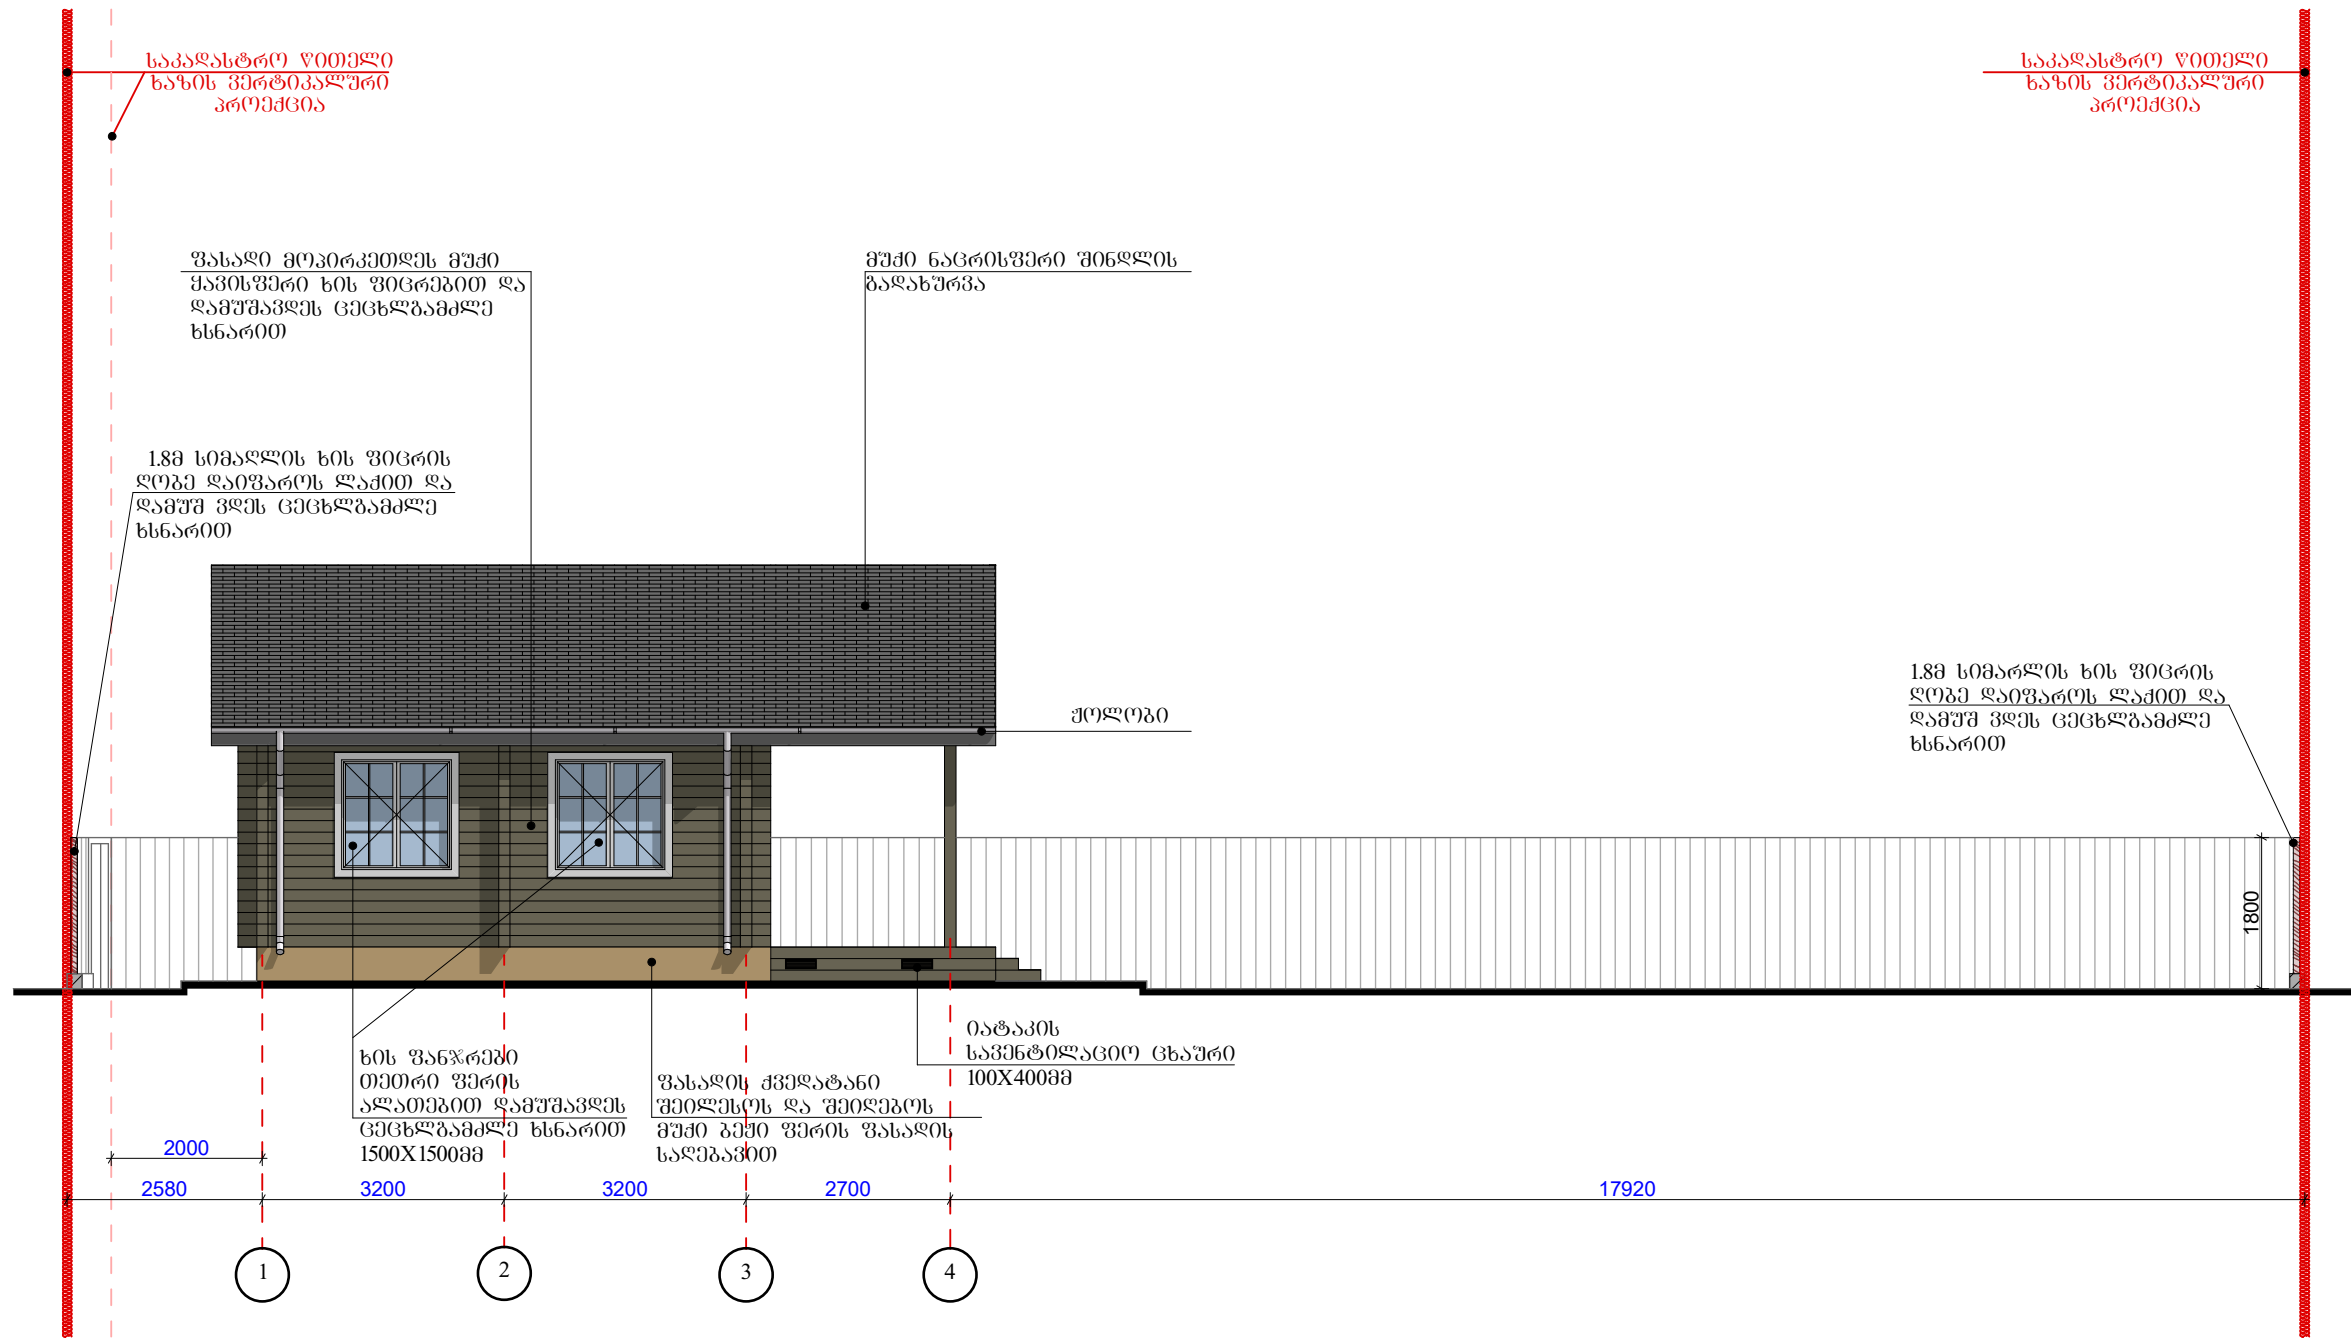 საკადასტრო წითელი
ხაზის ვერტიკალური
პროექცია
საკადასტრო წითელი
ხაზის ვერტიკალური
პროექცია
ფასადი მოპირკეთდეს მუქი
ყავისფერი ხის ფიცრებით და
დამუშავდეს ცეცხლგამძლე
ხსნარით
მუქი ნაცრისფერი შინდლის
გადახურვა
1.8მ სიმაღლის ხის ფიცრის
ღობე დაიფაროს ლაქით და
დამუშ ვდეს ცეცხლგამძლე
ხსნარით
ჟოლობი
1.8მ სიმარლის ხის ფიცრის
ღობე დაიფაროს ლაქით და
დამუშ ვდეს ცეცხლგამძლე
ხსნარით
1800
იატაკის
სავენტილაციო ცხაური
100X400მმ
ხის ფანჯრები
თეთრი ფერის
ალათებით დამუშავდეს
ცეცხლგამძლე ხსნარით
1500X1500მმ
ფასადის ქვედატანი
შეილესოს და შეიღებოს
მუქი ბეჟი ფერის ფასადის
საღებავით
2000
2580
3200
3200
2700
17920
1
2
3
4